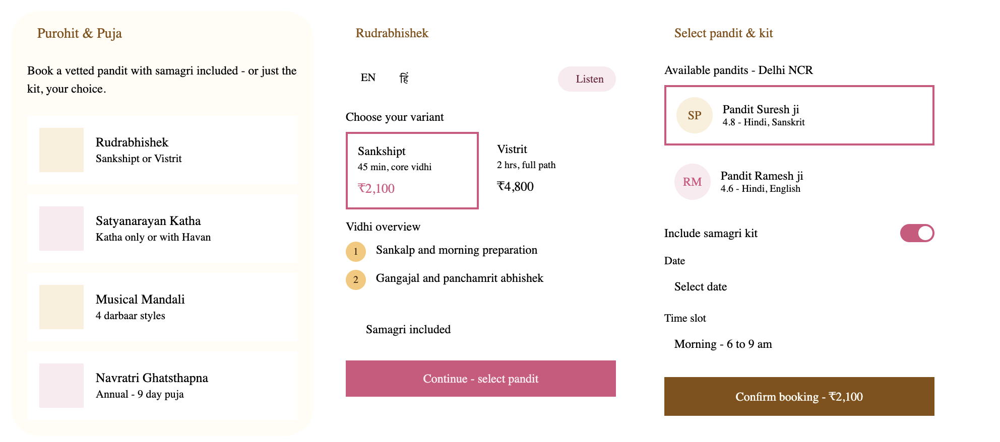 Purohit & Puja
Book a vetted pandit with samagri included - or just the
kit, your choice.
Rudrabhishek
Sankshipt or Vistrit
Satyanarayan Katha
Katha only or with Havan
Musical Mandali
4 darbaar styles
Navratri Ghatsthapna
Annual - 9 day puja
Rudrabhishek
EN
हिं
Listen
Choose your variant
Sankshipt
45 min, core vidhi
₹2,100
Vistrit
2 hrs, full path
₹4,800
Vidhi overview
1 Sankalp and morning preparation
2 Gangajal and panchamrit abhishek
Samagri included
Continue - select pandit
Select pandit & kit
Available pandits - Delhi NCR
SP
Pandit Suresh ji
4.8 - Hindi, Sanskrit
RM
Pandit Ramesh ji
4.6 - Hindi, English
Include samagri kit
Date
Select date
Time slot
Morning - 6 to 9 am
Confirm booking - ₹2,100